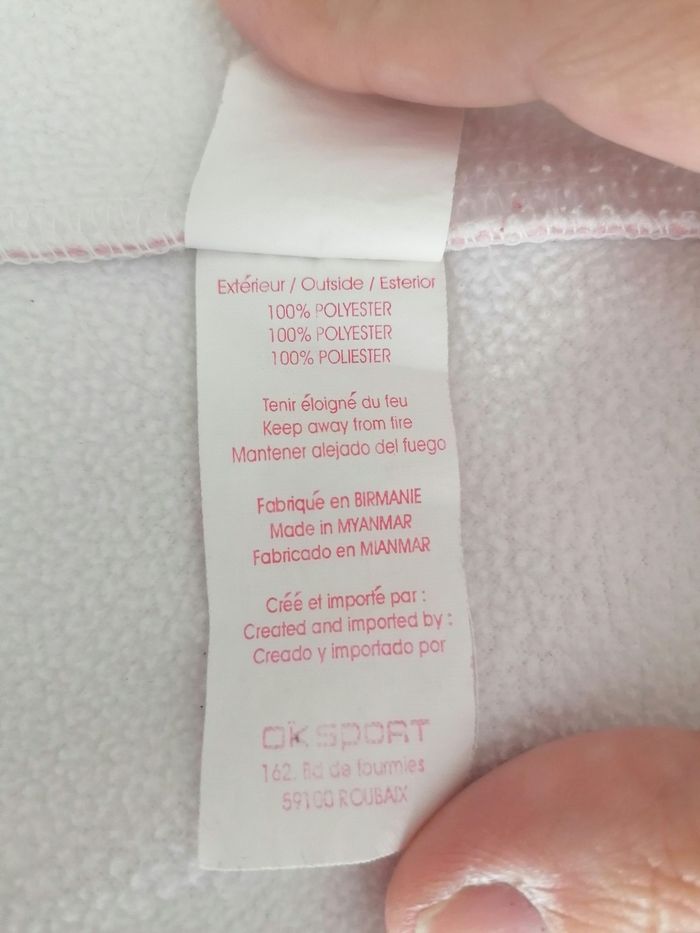 Extérieur / Outside / Esterior
100% POLYESTER
100% POLYESTER
100% POLIESTER
Tenir éloigné du feu
Keep away from fire
Mantener alejado del fuego
Fabriqué en BIRMANIE
Made in MYANMAR
Fabricado en MIANMAR
Créé et importé par :
Created and imported by :
Creado y importado por
OK SPORT
162. Bd de fourmies
59100 ROUBAIX